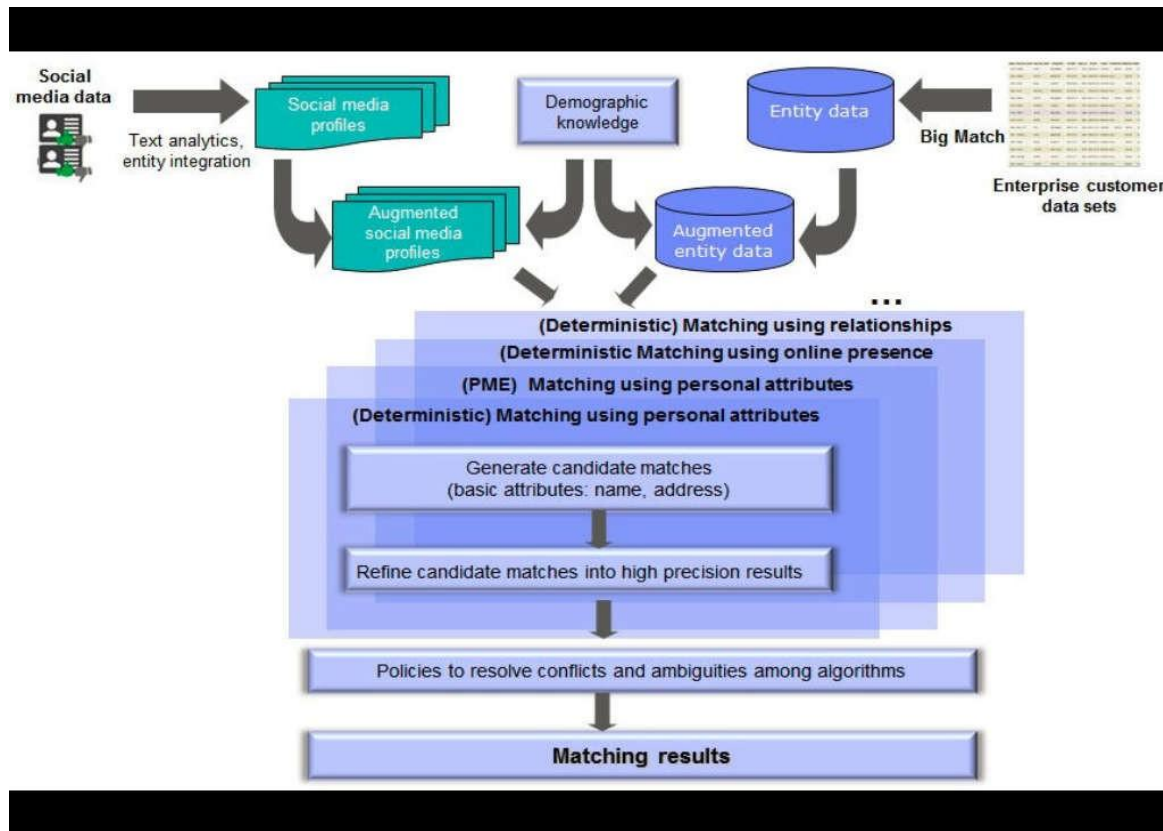 Social
media data
Text analytics,
entity integration
Social media
profiles
Demographic
knowledge
Entity data
Big Match
Enterprise customer
data sets
Augmented
social media
profiles
Augmented
entity data
...
(Deterministic) Matching using relationships
(Deterministic Matching using online presence
(PME) Matching using personal attributes
(Deterministic) Matching using personal attributes
Generate candidate matches
(basic attributes: name, address)
Refine candidate matches into high precision results
Policies to resolve conflicts and ambiguities among algorithms
Matching results